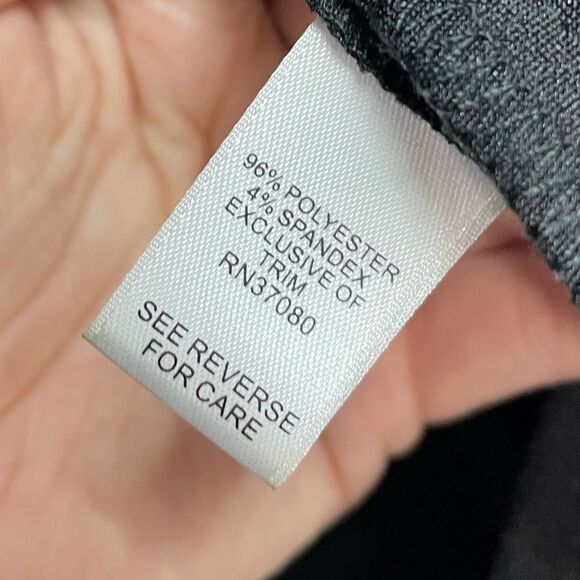 96% POLYESTER
4% SPANDEX
EXCLUSIVE OF
TRIM
RN37080
SEE REVERSE
FOR CARE